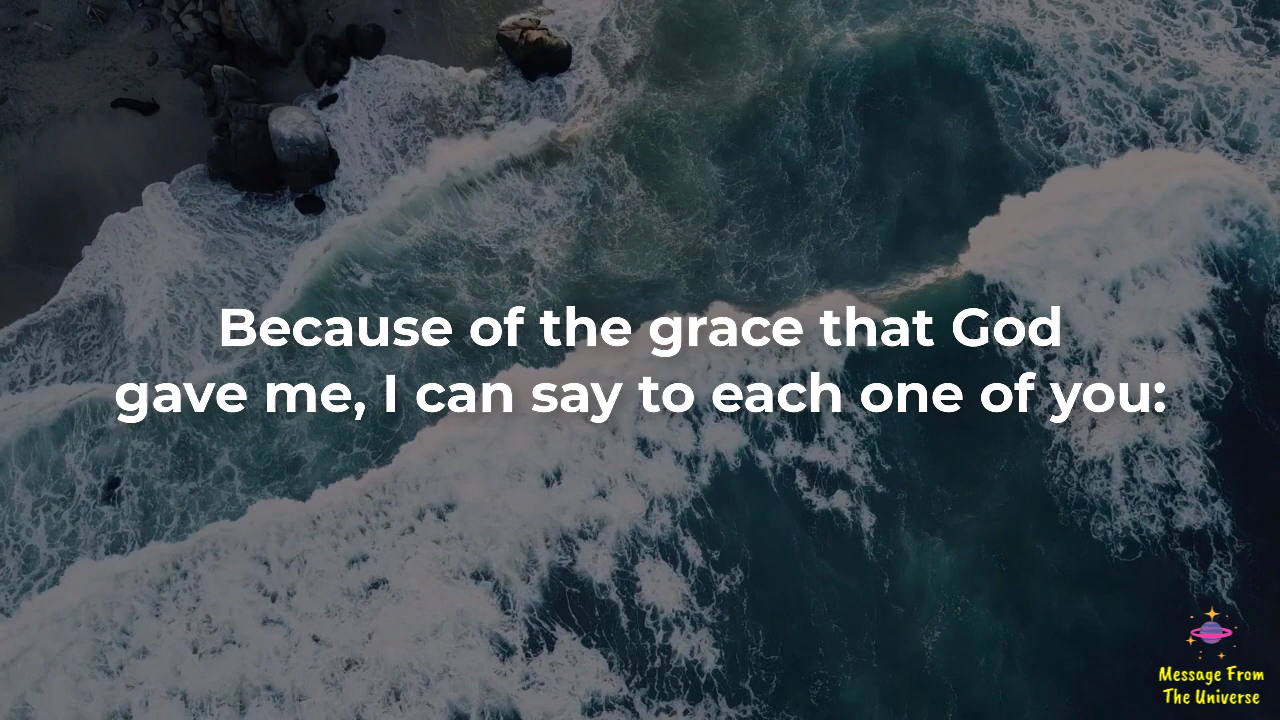 Because of the grace that God
gave me, I can say to each one of you:
Message From
The Universe